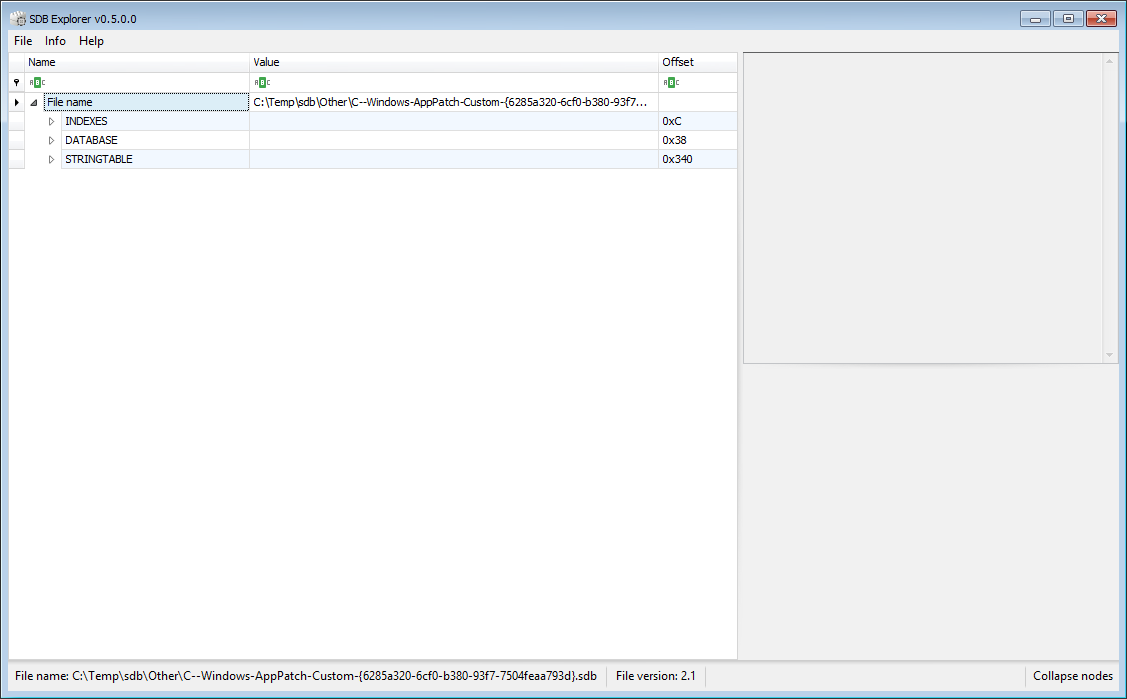 SDB Explorer v0.5.0.0
File Info Help
Name Value Offset
ABC ABC ABC
File name C:\Temp\sdb\Other\C--Windows-AppPatch-Custom-{6285a320-6cf0-b380-93f7...
INDEXES 0xC
DATABASE 0x38
STRINGTABLE 0x340
File name: C:\Temp\sdb\Other\C--Windows-AppPatch-Custom-{6285a320-6cf0-b380-93f7-7504feaa793d}.sdb File version: 2.1 Collapse nodes